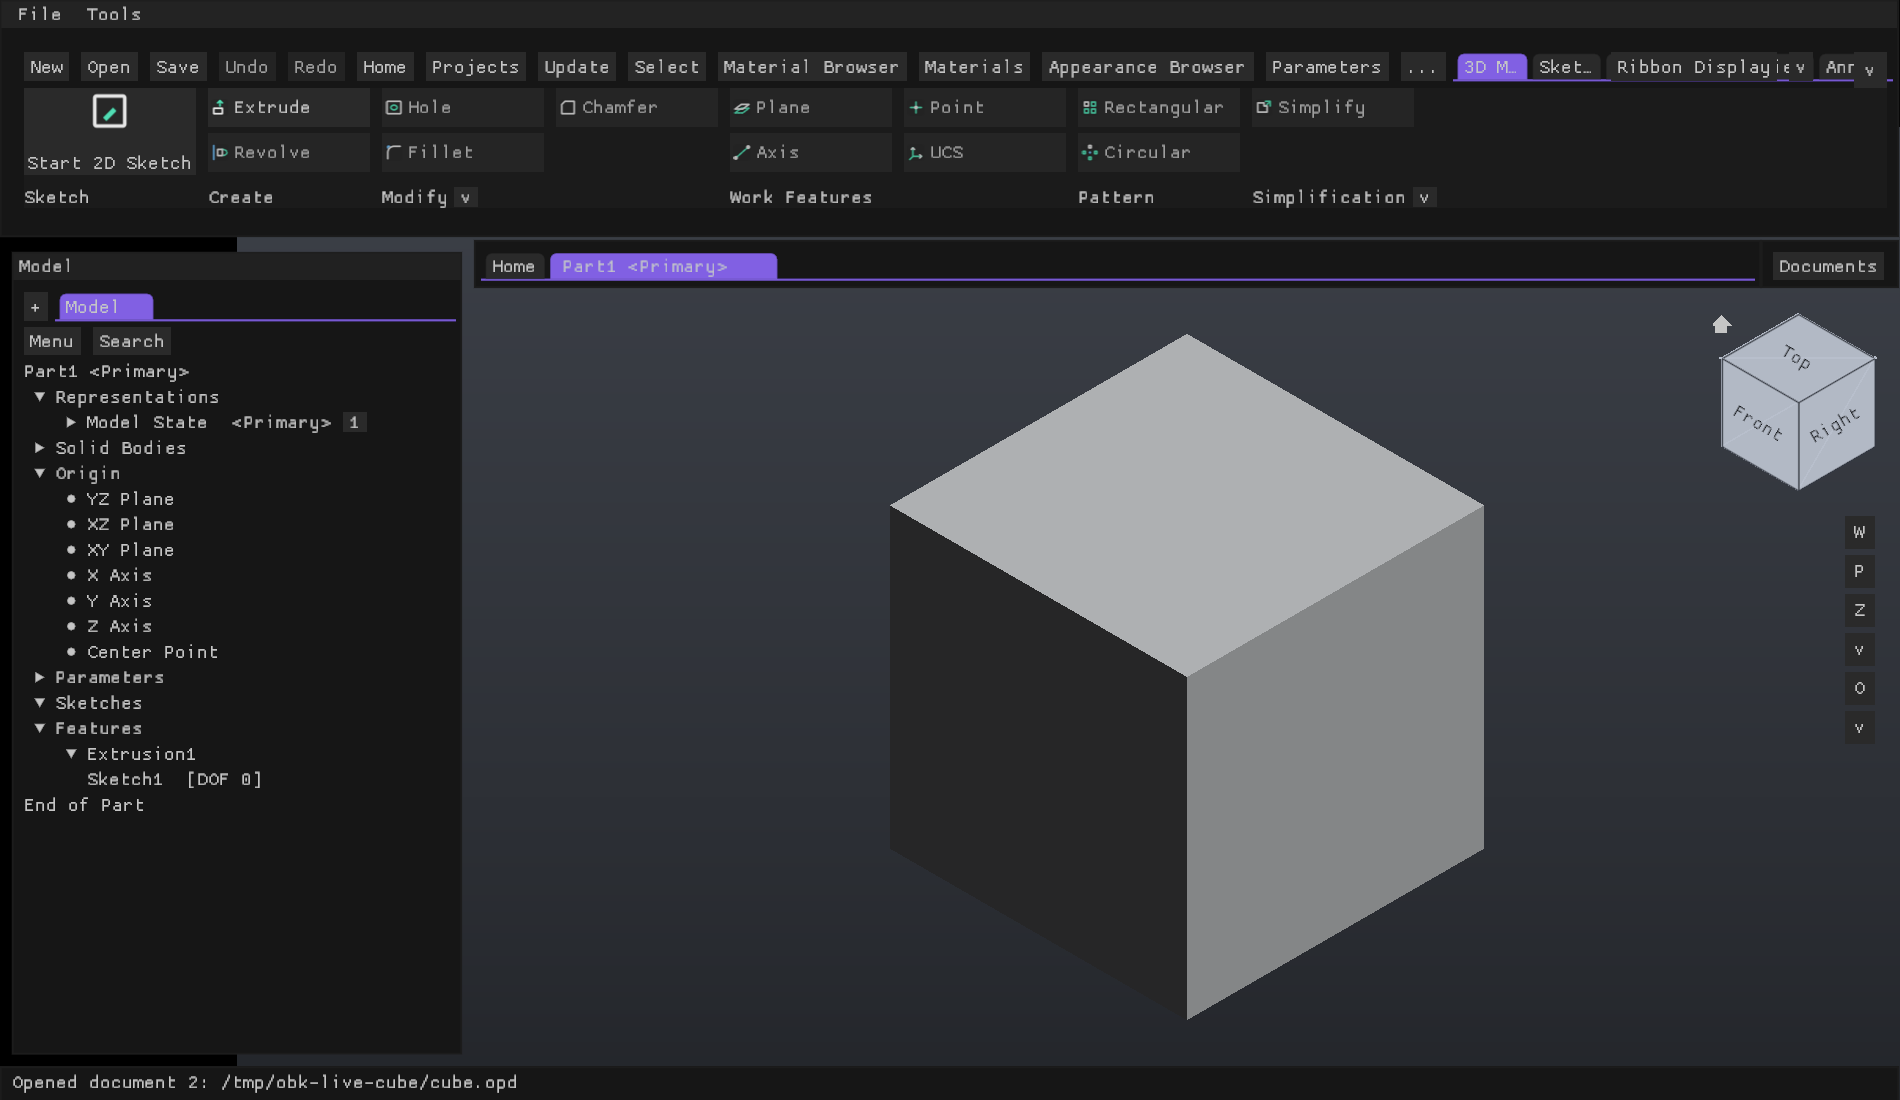 File Tools
New Open Save Undo Redo Home Projects Update Select Material Browser Materials Appearance Browser Parameters ... 3D M… Sket… Ribbon v v
Start 2D Sketch
Extrude Hole Chamfer Plane Point Rectangular Simplify
Revolve Fillet Axis UCS Circular
Sketch Create Modify v Work Features Pattern Simplification v
Model
+ Model
Menu Search
Part1 <Primary>
Representations
Model State <Primary> 1
Solid Bodies
Origin
YZ Plane
XZ Plane
XY Plane
X Axis
Y Axis
Z Axis
Center Point
Parameters
Sketches
Features
Extrusion1
Sketch1 [DOF 0]
End of Part
Home Part1 <Primary> Documents
Top
Front
Right
W
P
Z
v
O
v
Opened document 2: /tmp/obk-live-cube/cube.opd